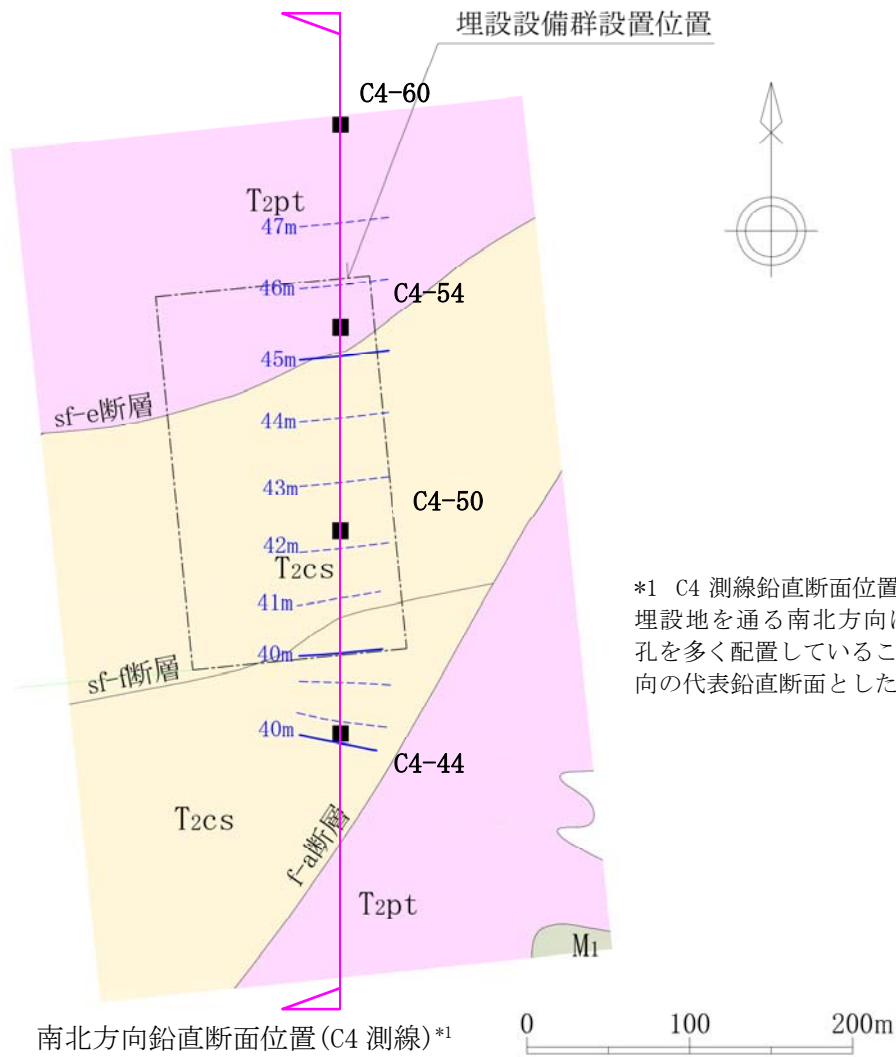 埋設設備群設置位置
C4-60
T2pt
47m
46m
C4-54
45m
sf-e断層
44m
43m
C4-50
42m
T2cs
41m
*1 C4 測線鉛直断面位置
埋設地を通る南北方向に
孔を多く配置しているこ
向の代表鉛直断面とした
40m
sf-f断層
40m
C4-44
T2cs
f-a断層
T2pt
M1
南北方向鉛直断面位置(C4 測線)*1
0 100 200m